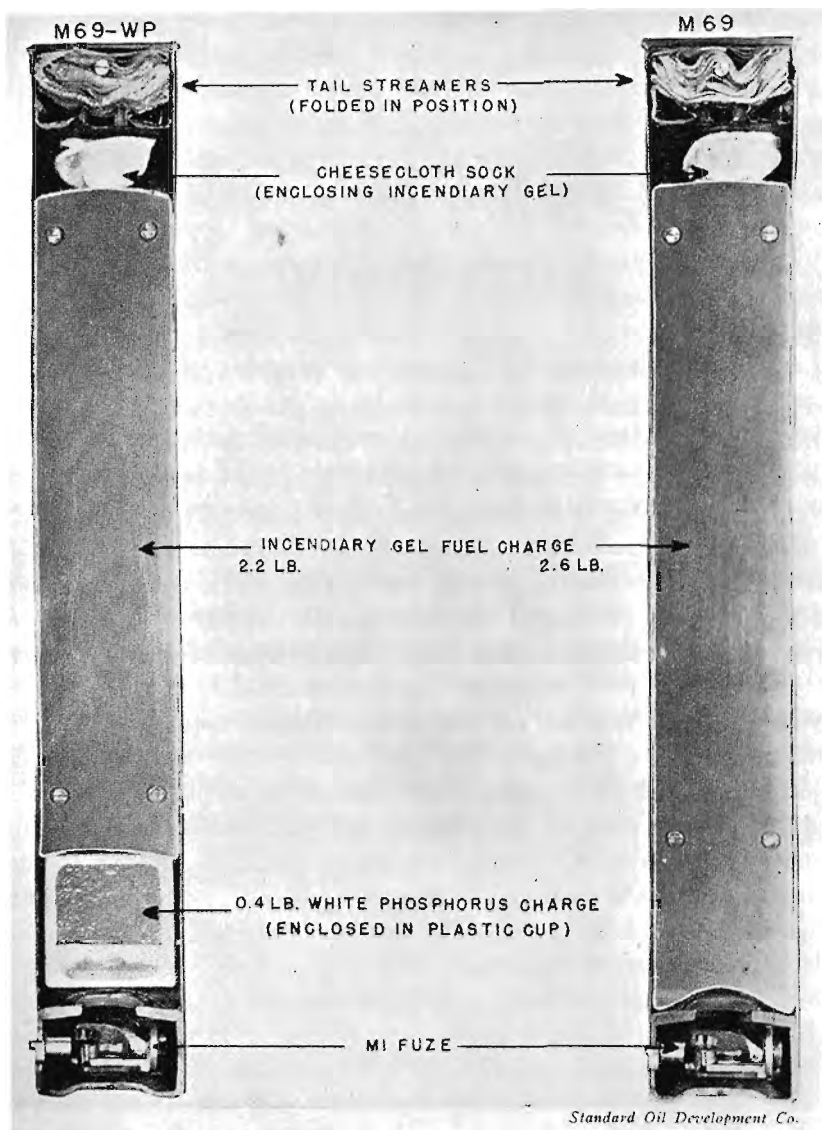 M69-WP
M69
TAIL STREAMERS
(FOLDED IN POSITION)
CHEESECLOTH SOCK
(ENCLOSING INCENDIARY GEL)
INCENDIARY GEL FUEL CHARGE
2.2 LB. 2.6 LB.
0.4 LB. WHITE PHOSPHORUS CHARGE
(ENCLOSED IN PLASTIC CUP)
M1 FUZE
Standard Oil Development Co.